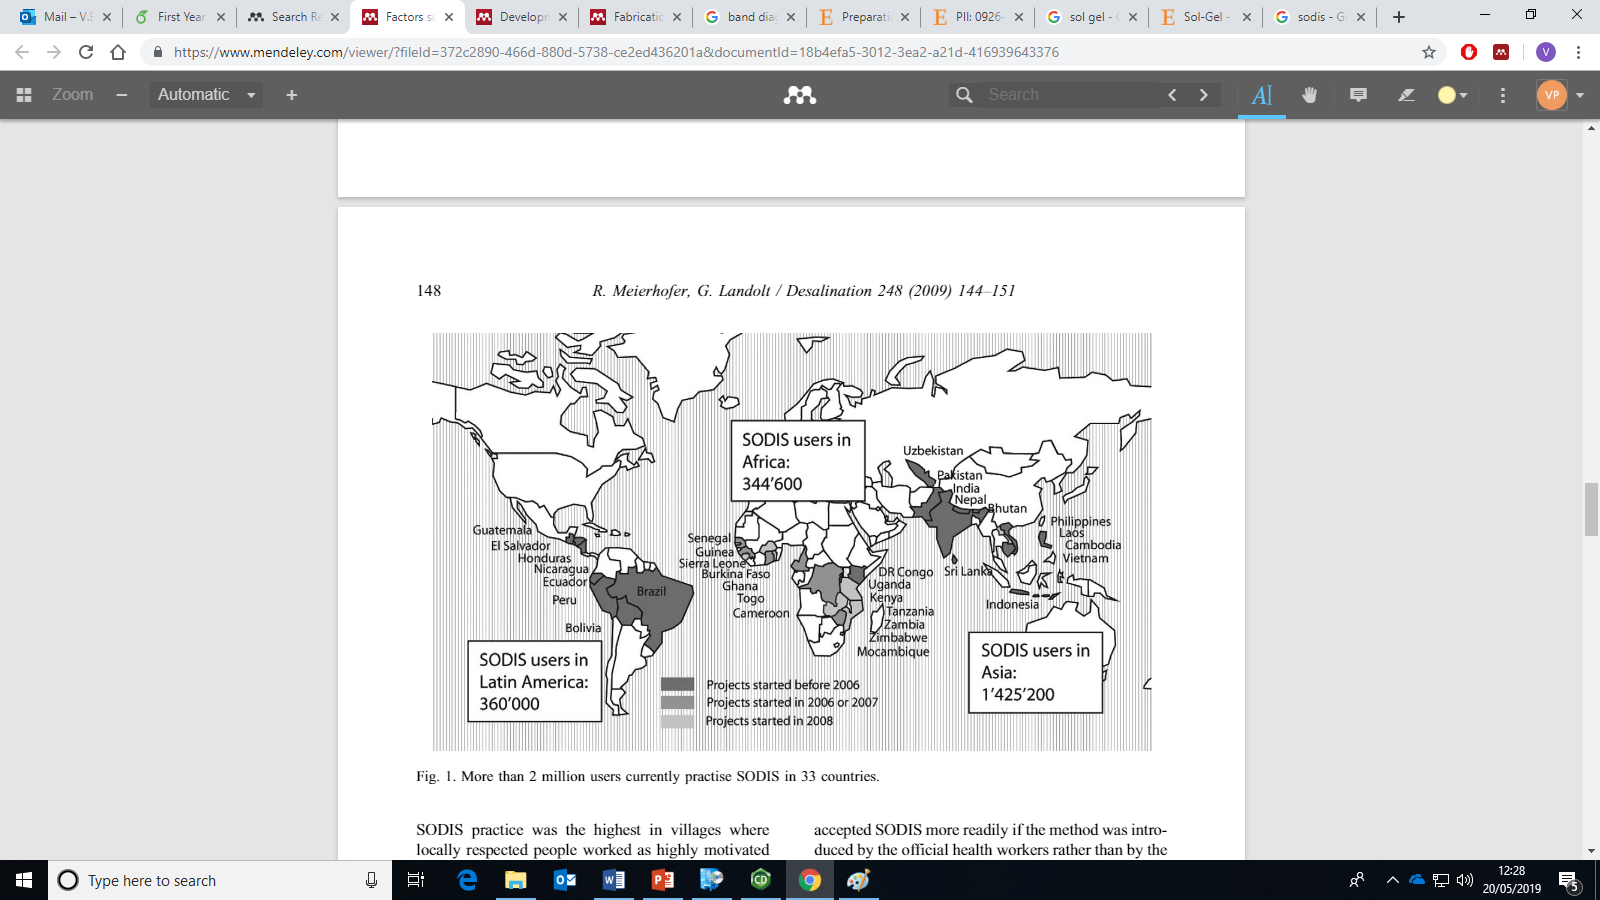 Mail – V.B
First Year
Search Re
Factors su
Developm
Fabricatio
band diag
Preparatio
PII: 0926-
sol gel - G
Sol-Gel -
sodis - Go
https://www.mendeley.com/viewer/?fileId=372c2890-466d-880d-5738-ce2ed436201a&documentId=18b4efa5-3012-3ea2-a21d-416939643376
V
Zoom
Automatic
Search
VP
148
R. Meierhofer, G. Landolt / Desalination 248 (2009) 144–151
SODIS users in
Africa:
344'600
Uzbekistan
Pakistan
India
Nepal
Bhutan
Philippines
Laos
Cambodia
Vietnam
Sri Lanka
Indonesia
Guatemala
El Salvador
Honduras
Nicaragua
Ecuador
Peru
Brazil
Bolivia
Senegal
Guinea
Sierra Leone
Burkina Faso
Ghana
Togo
Cameroon
DR Congo
Uganda
Kenya
Tanzania
Zambia
Zimbabwe
Mocambique
SODIS users in
Latin America:
360'000
SODIS users in
Asia:
1'425'200
Projects started before 2006
Projects started in 2006 or 2007
Projects started in 2008
Fig. 1. More than 2 million users currently practise SODIS in 33 countries.
SODIS practice was the highest in villages where
locally respected people worked as highly motivated
accepted SODIS more readily if the method was intro-
duced by the official health workers rather than by the
Type here to search
12:28
20/05/2019
5